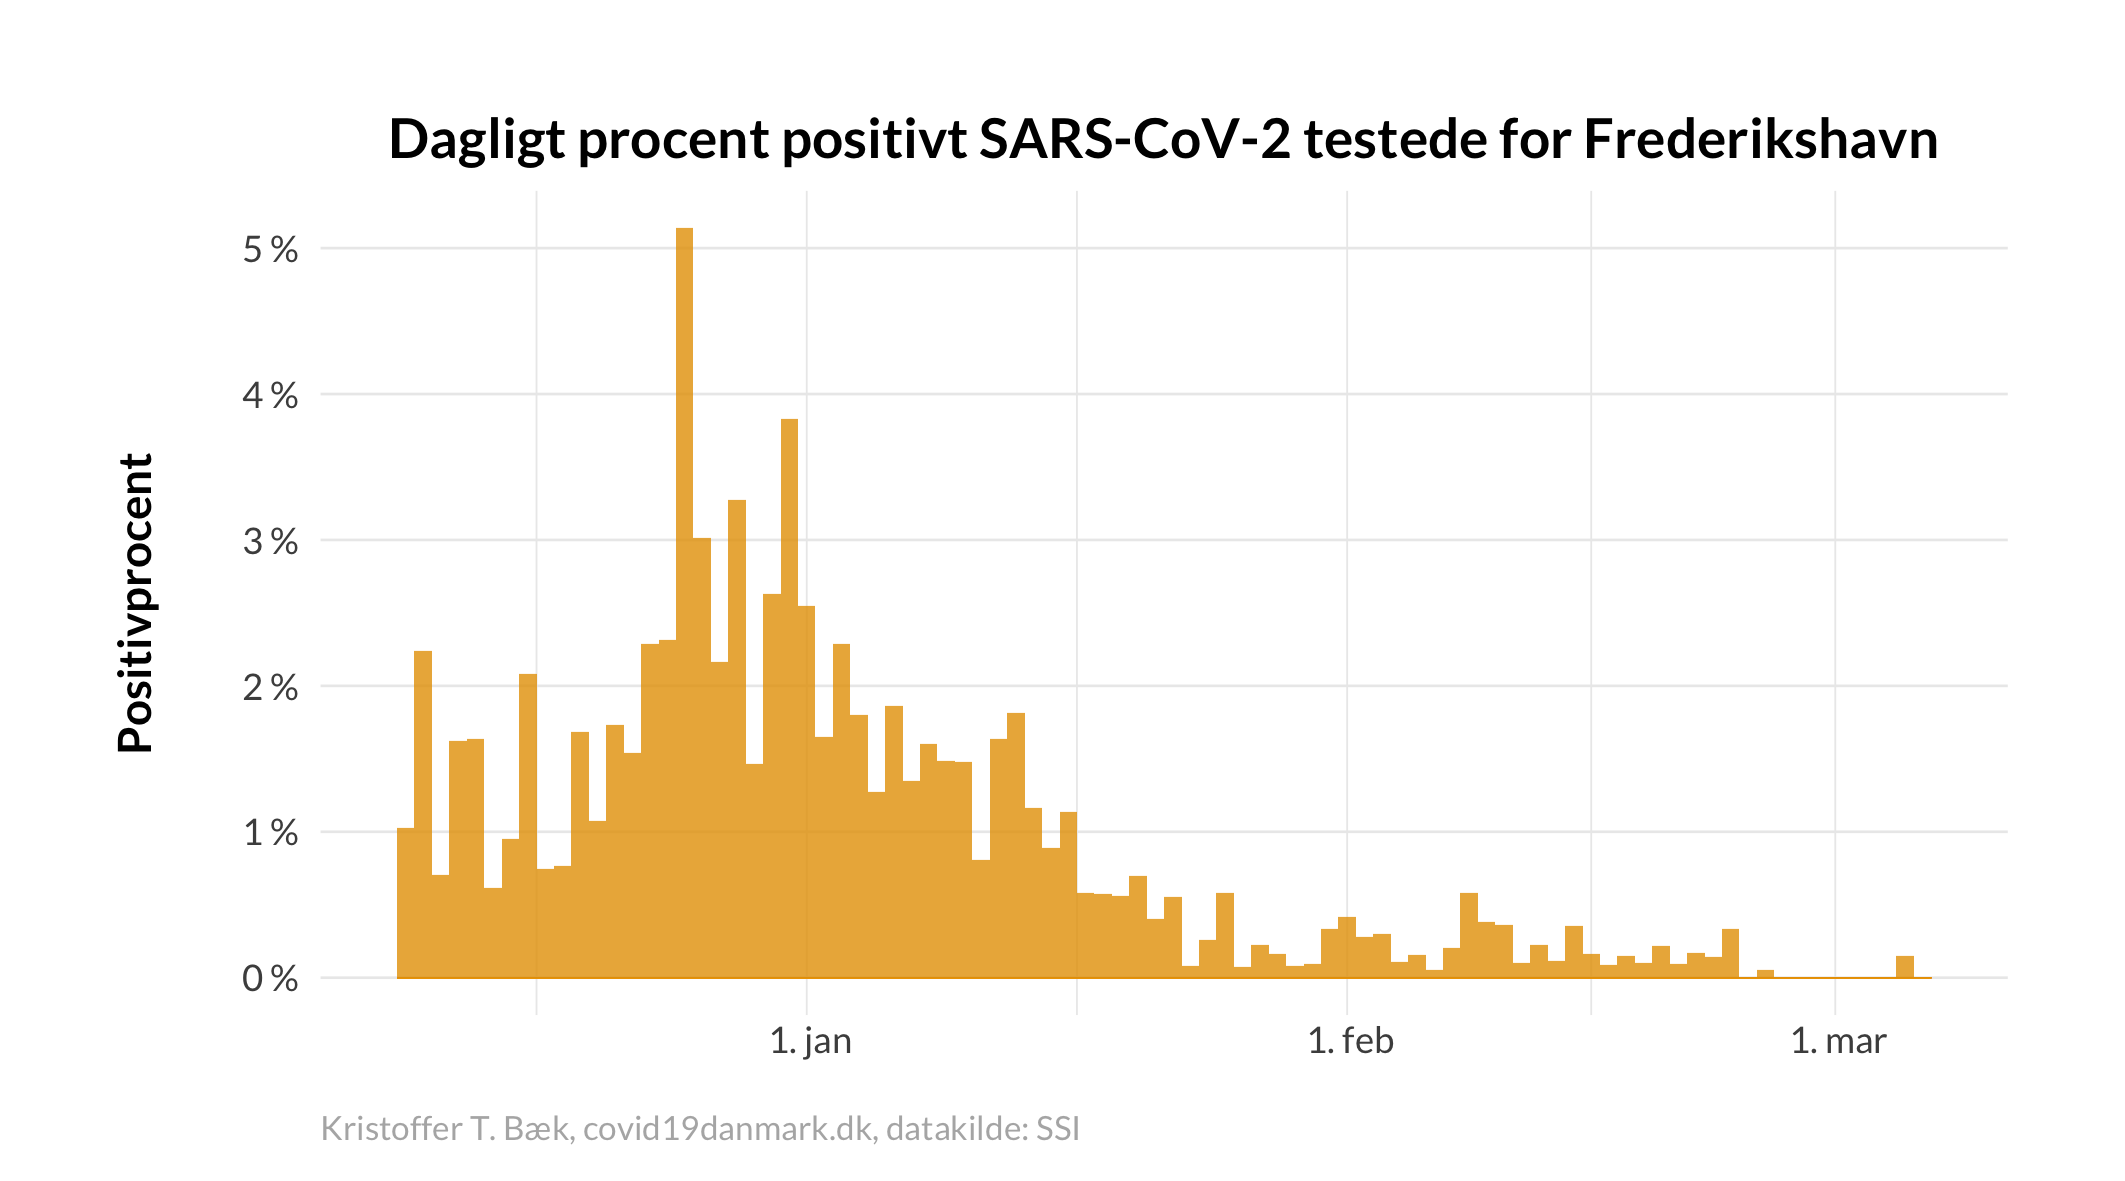 Dagligt procent positivt SARS-CoV-2 testede for Frederikshavn
Positivprocent
5 %
4 %
3 %
2 %
1 %
0 %
1. jan
1. feb
1. mar
Kristoffer T. Bæk, covid19danmark.dk, datakilde: SSI